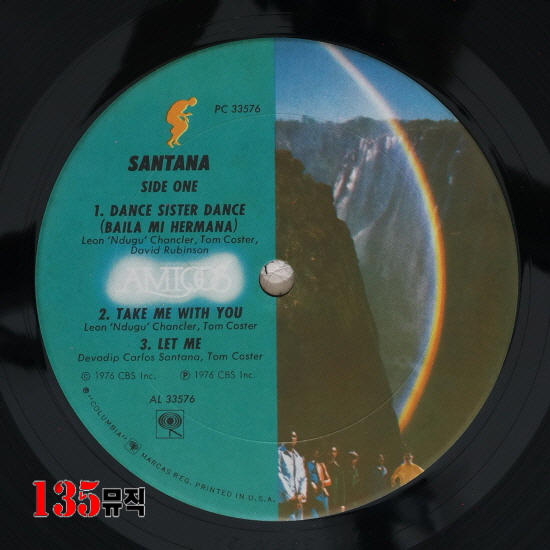 PC 33576
SANTANA
SIDE ONE
1. DANCE SISTER DANCE
(BAILA MI HERMANA)
Leon 'Ndugu' Chancler, Tom Coster,
David Rubinson
AMIGOS
2. TAKE ME WITH YOU
Leon 'Ndugu' Chancler, Tom Coster
3. LET ME
Devadip Carlos Santana, Tom Coster
© 1976 CBS Inc. ℗ 1976 CBS Inc.
AL 33576
® "COLUMBIA" MARCAS REG. PRINTED IN U.S.A.
135뮤직